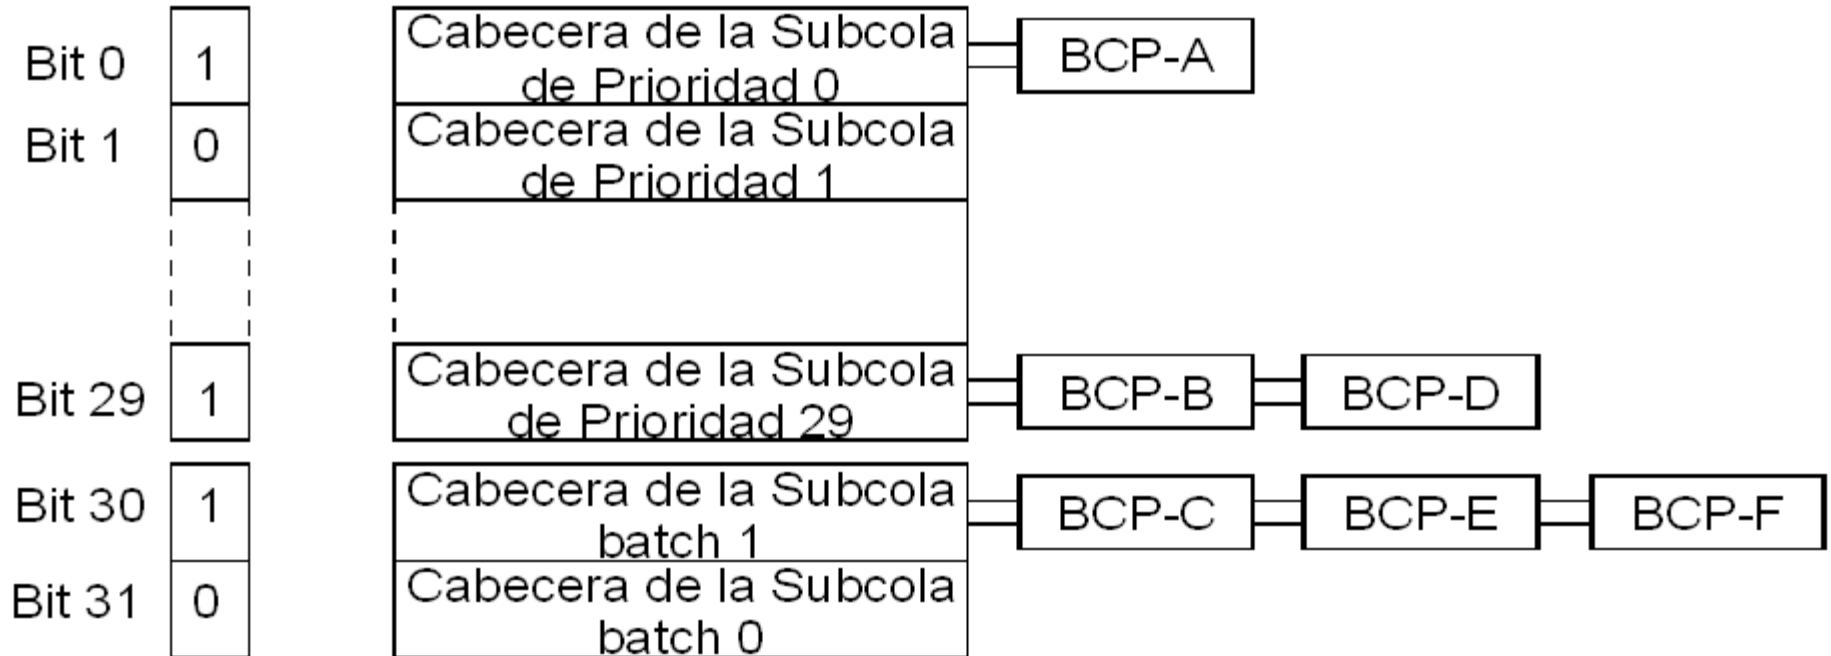 Bit 0
1
Cabecera de la Subcola
de Prioridad 0
BCP-A
Bit 1
0
Cabecera de la Subcola
de Prioridad 1
Bit 29
1
Cabecera de la Subcola
de Prioridad 29
BCP-B
BCP-D
Bit 30
1
Cabecera de la Subcola
batch 1
BCP-C
BCP-E
BCP-F
Bit 31
0
Cabecera de la Subcola
batch 0